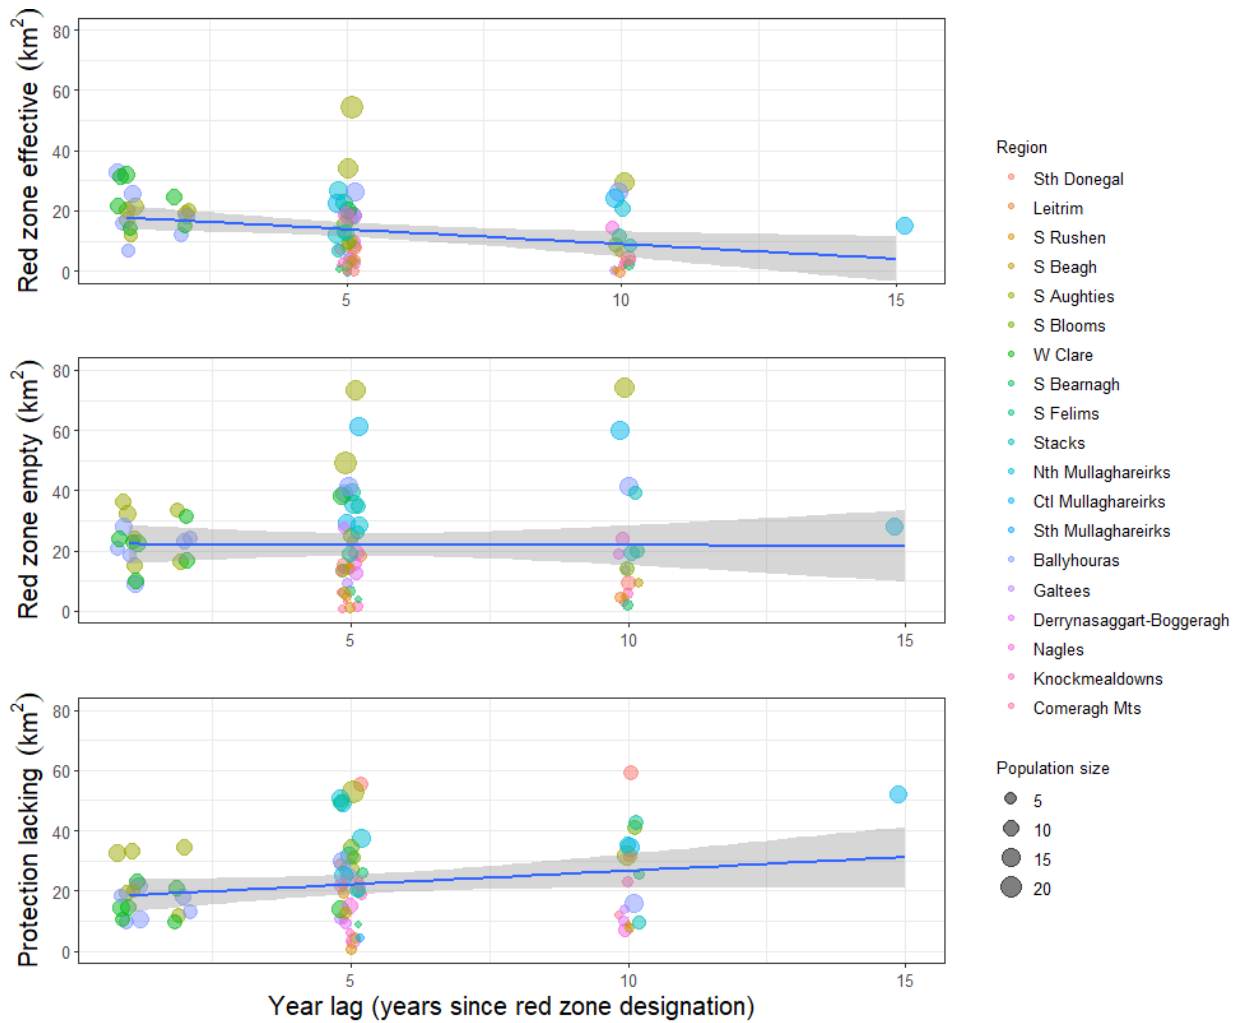 Red zone effective (km²)
80
60
40
20
0
5
10
15
Red zone empty (km²)
80
60
40
20
0
5
10
15
Protection lacking (km²)
80
60
40
20
0
5
10
15
Year lag (years since red zone designation)
Region
Sth Donegal
Leitrim
S Rushen
S Beagh
S Aughties
S Blooms
W Clare
S Bearnagh
S Felims
Stacks
Nth Mullaghareirks
Ctl Mullaghareirks
Sth Mullaghareirks
Ballyhouras
Galtees
Derrynasaggart-Boggeragh
Nagles
Knockmealdowns
Comeragh Mts
Population size
5
10
15
20